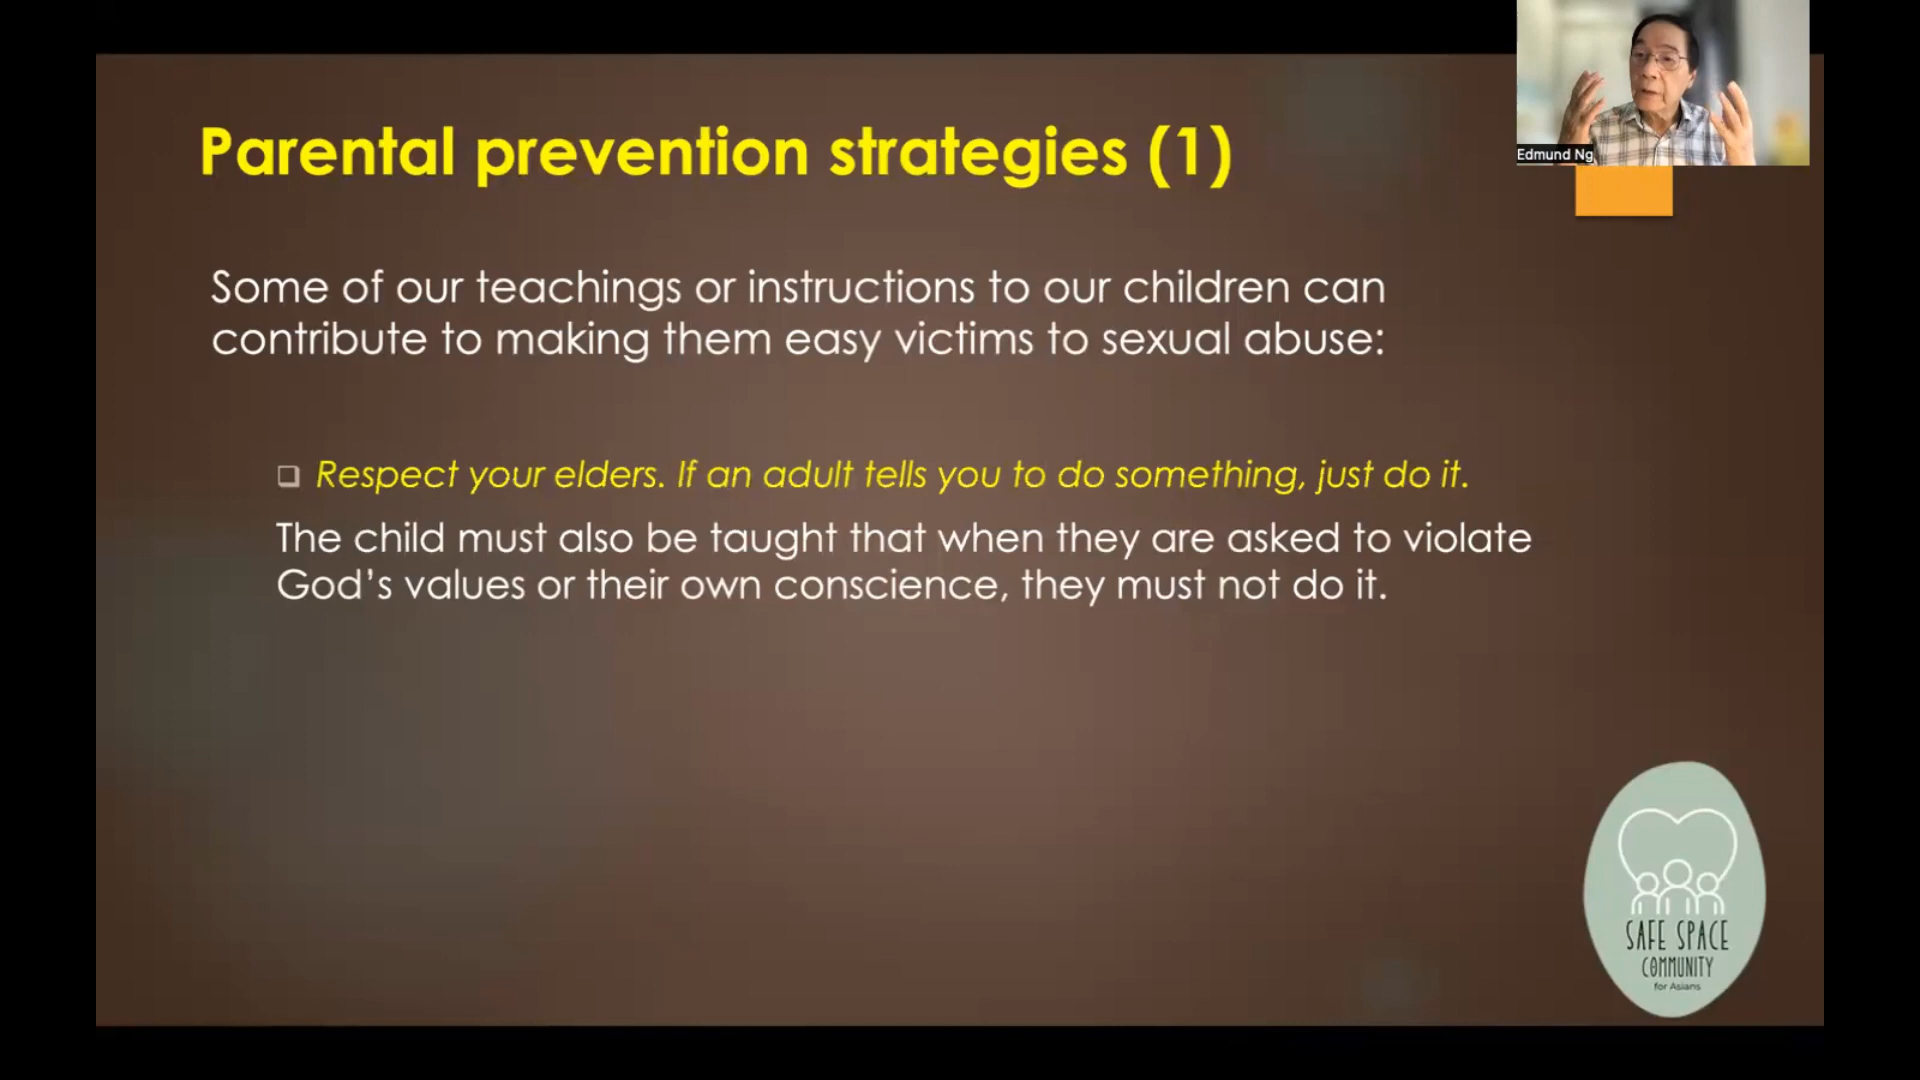 Edmund Ng
Parental prevention strategies (1)
Some of our teachings or instructions to our children can
contribute to making them easy victims to sexual abuse:
Respect your elders. If an adult tells you to do something, just do it.
The child must also be taught that when they are asked to violate
God’s values or their own conscience, they must not do it.
SAFE SPACE
COMMUNITY
for Asians